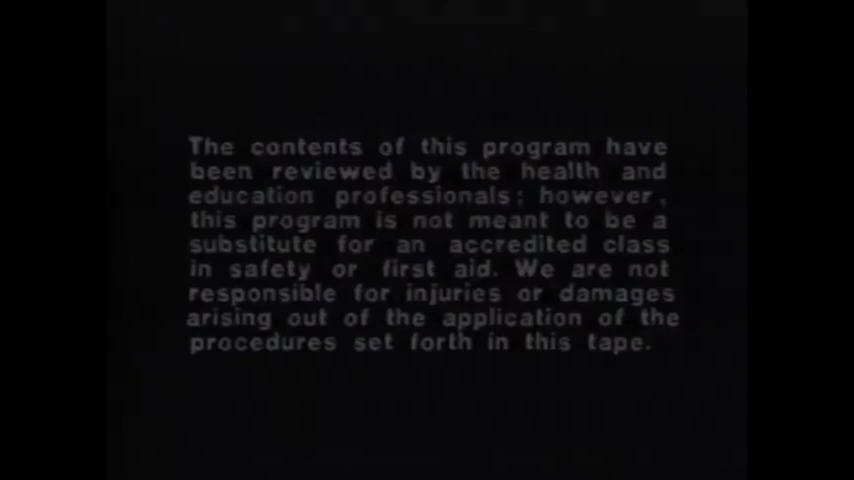 The contents of this program have
been reviewed by the health and
education professionals; however,
this program is not meant to be a
substitute for an accredited class
in safety or first aid. We are not
responsible for injuries or damages
arising out of the application of the
procedures set forth in this tape.